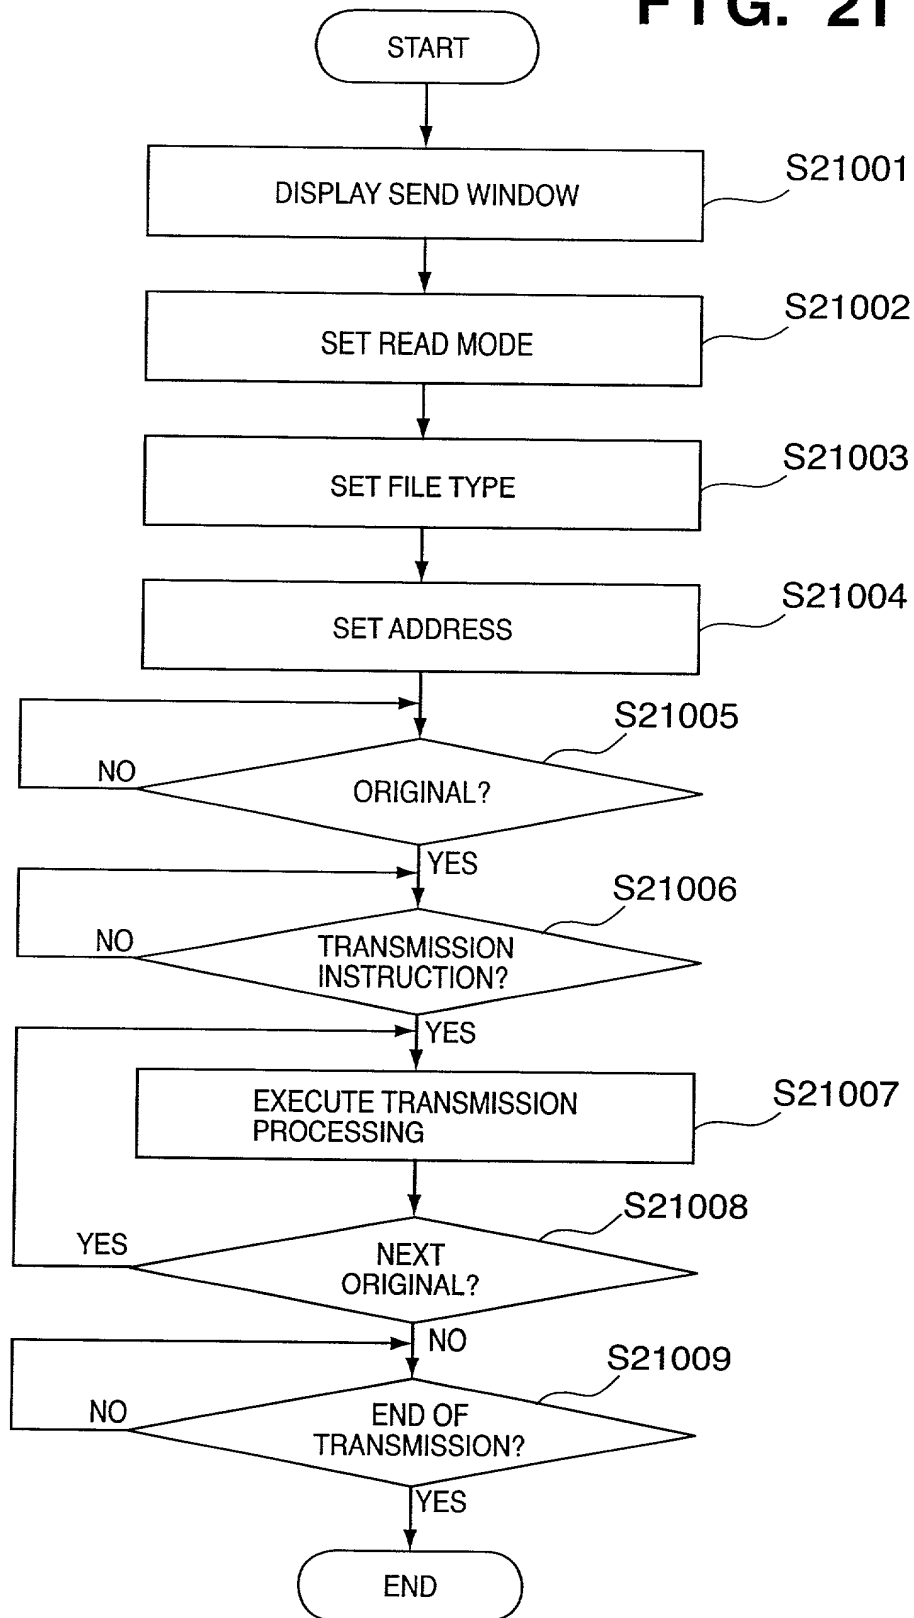 FIG. 21
START
DISPLAY SEND WINDOW
S21001
SET READ MODE
S21002
SET FILE TYPE
S21003
SET ADDRESS
S21004
S21005
NO
ORIGINAL?
YES
S21006
NO
TRANSMISSION
INSTRUCTION?
YES
EXECUTE TRANSMISSION
PROCESSING
S21007
S21008
YES
NEXT
ORIGINAL?
NO
S21009
NO
END OF
TRANSMISSION?
YES
END